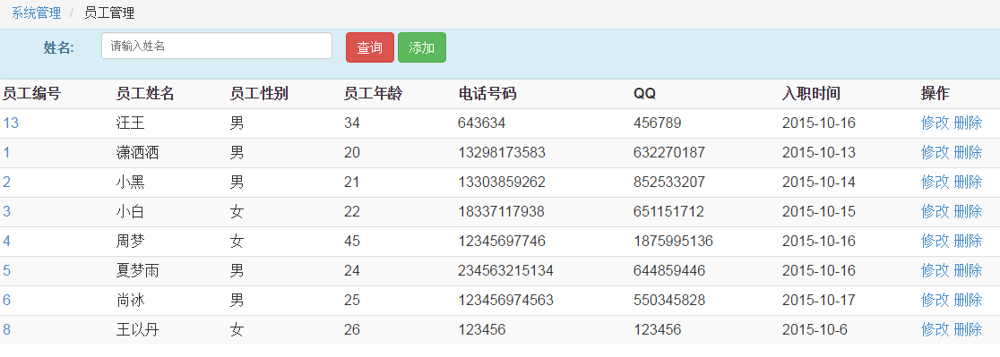 系统管理 / 员工管理
姓名: 请输入姓名 查询 添加
员工编号 员工姓名 员工性别 员工年龄 电话号码 QQ 入职时间 操作
13 汪王 男 34 643634 456789 2015-10-16 修改 删除
1 潇洒洒 男 20 13298173583 632270187 2015-10-13 修改 删除
2 小黑 男 21 13303859262 852533207 2015-10-14 修改 删除
3 小白 女 22 18337117938 651151712 2015-10-15 修改 删除
4 周梦 女 45 12345697746 1875995136 2015-10-16 修改 删除
5 夏梦雨 男 24 234563215134 644859446 2015-10-16 修改 删除
6 尚冰 男 25 123456974563 550345828 2015-10-17 修改 删除
8 王以丹 女 26 123456 123456 2015-10-6 修改 删除